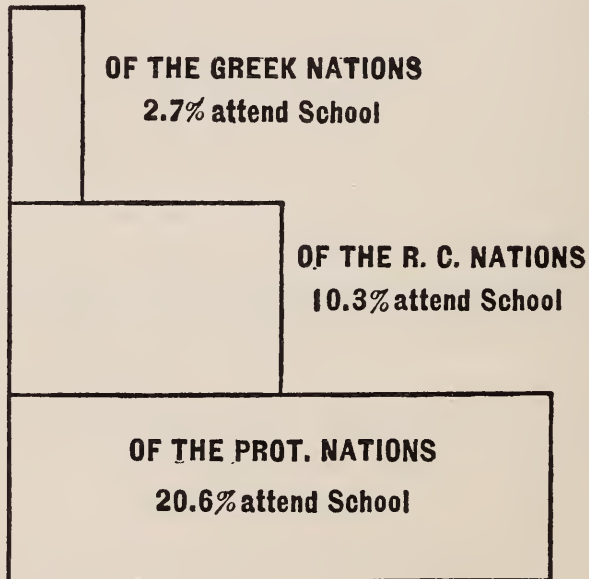 OF THE GREEK NATIONS
2.7% attend School
OF THE R. C. NATIONS
10.3% attend School
OF THE PROT. NATIONS
20.6% attend School